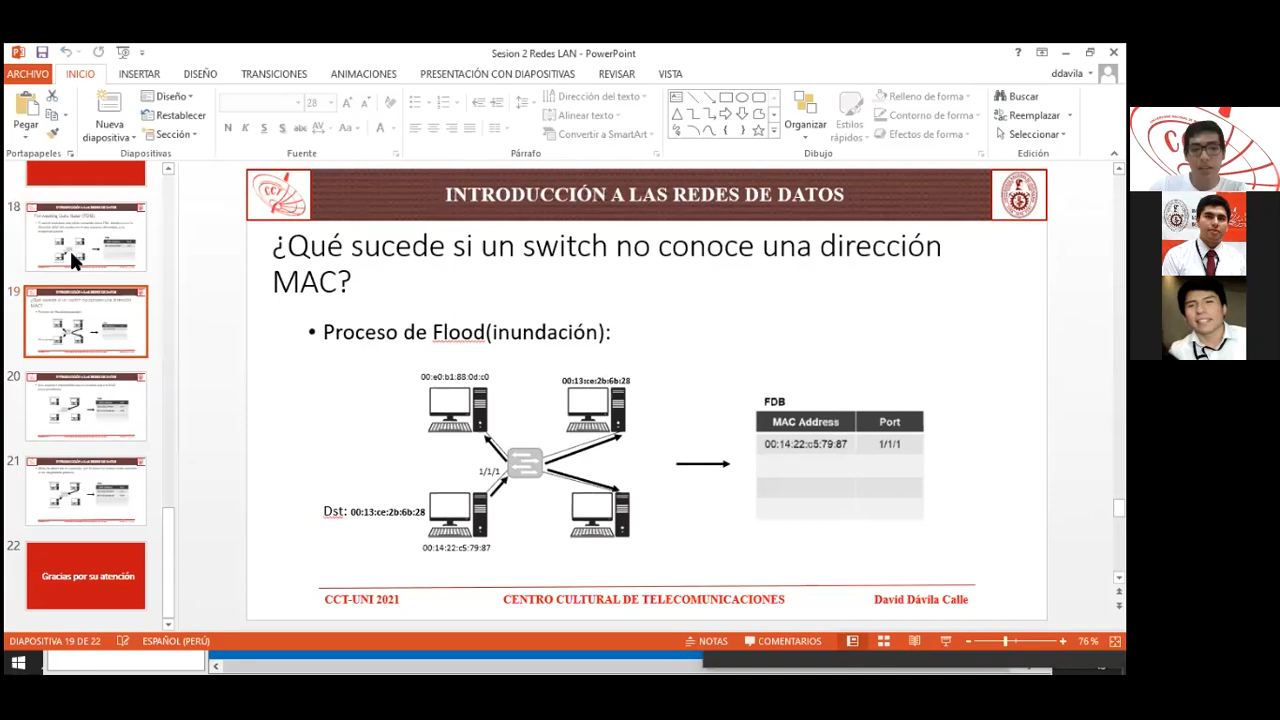 Sesion 2 Redes LAN - PowerPoint
?
ARCHIVO INICIO INSERTAR DISEÑO TRANSICIONES ANIMACIONES PRESENTACIÓN CON DIAPOSITIVAS REVISAR VISTA
ddavila
Pegar
Nueva diapositiva
Diseño
Restablecer
Sección
28
N K S abc AV Aa A
Dirección del texto
Alinear texto
Convertir a SmartArt
Organizar
Estilos rápidos
Relleno de forma
Contorno de forma
Efectos de forma
Buscar
Reemplazar
Seleccionar
Portapapeles Diapositivas Fuente Párrafo Dibujo Edición
18
19
20
21
22
Gracias por su atención
INTRODUCCIÓN A LAS REDES DE DATOS
¿Qué sucede si un switch no conoce una dirección
MAC?
• Proceso de Flood(inundación):
00:e0:b1:88:0d:c0
00:13:ce:2b:6b:28
1/1/1
Dst: 00:13:ce:2b:6b:28
00:14:22:c5:79:87
FDB
MAC Address Port
00:14:22:c5:79:87 1/1/1
CCT-UNI 2021 CENTRO CULTURAL DE TELECOMUNICACIONES David Dávila Calle
DIAPOSITIVA 19 DE 22 ESPAÑOL (PERÚ) NOTAS COMENTARIOS 76 %